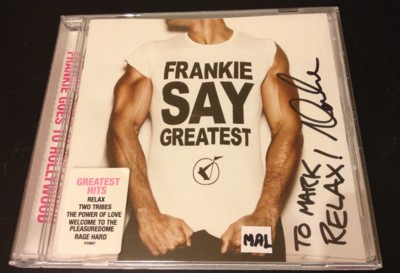 FRANKIE GOES TO HOLLYWOOD
FRANKIE
SAY
GREATEST
GREATEST
HITS
RELAX
TWO TRIBES
THE POWER OF LOVE
WELCOME TO THE
PLEASUREDOME
RAGE HARD
MAL
TO MARK
RELAX!